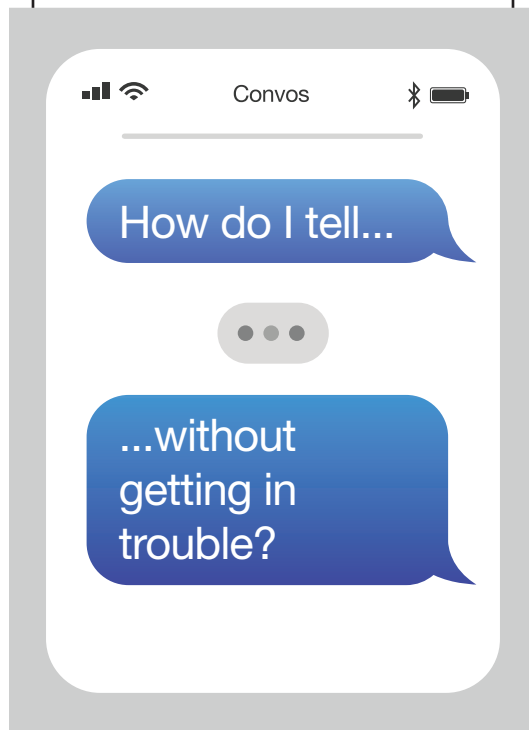 Convos
How do I tell...
...without
getting in
trouble?